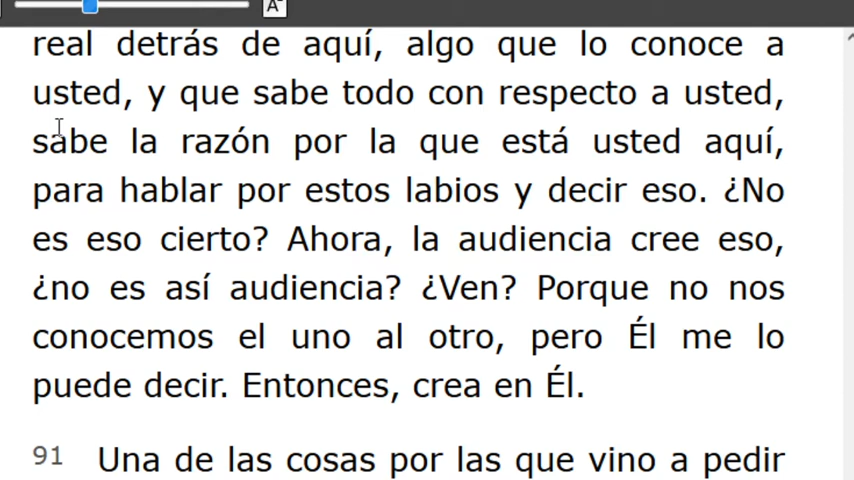 A
real detrás de aquí, algo que lo conoce a
usted, y que sabe todo con respecto a usted,
sabe la razón por la que está usted aquí,
para hablar por estos labios y decir eso. ¿No
es eso cierto? Ahora, la audiencia cree eso,
¿no es así audiencia? ¿Ven? Porque no nos
conocemos el uno al otro, pero Él me lo
puede decir. Entonces, crea en Él.
91 Una de las cosas por las que vino a pedir